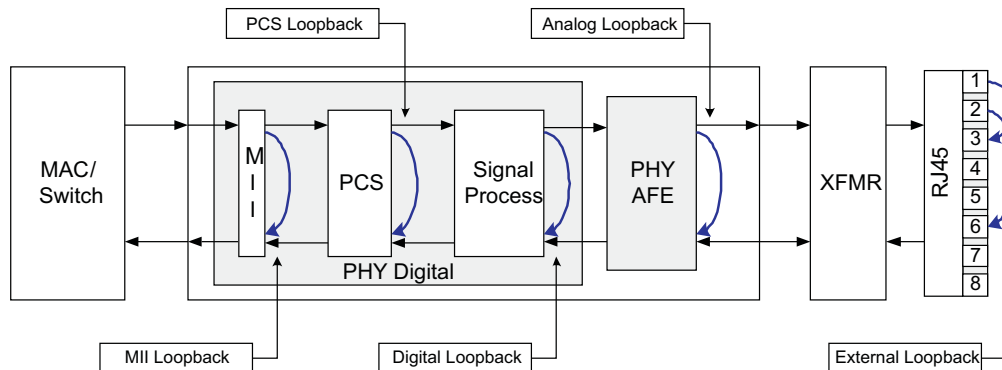 PCS Loopback
Analog Loopback
MAC/
Switch
M
I
I
PCS
Signal
Process
PHY
AFE
PHY Digital
XFMR
RJ45
1
2
3
4
5
6
7
8
MII Loopback
Digital Loopback
External Loopback